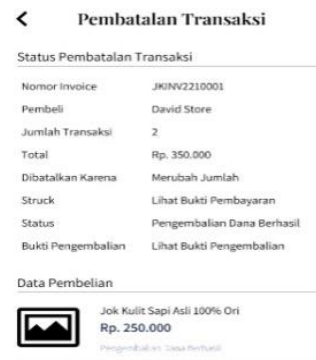 Pembatalan Transaksi
Status Pembatalan Transaksi
Nomor Invoice JKINV2210001
Pembeli David Store
Jumlah Transaksi 2
Total Rp. 350.000
Dibatalkan Karena Merubah Jumlah
Struck Lihat Bukti Pembayaran
Status Pengembalian Dana Berhasil
Bukti Pengembalian Lihat Bukti Pengembalian
Data Pembelian
Jok Kulit Sapi Asli 100% Ori
Rp. 250.000
Pengembalian Dana Berhasil